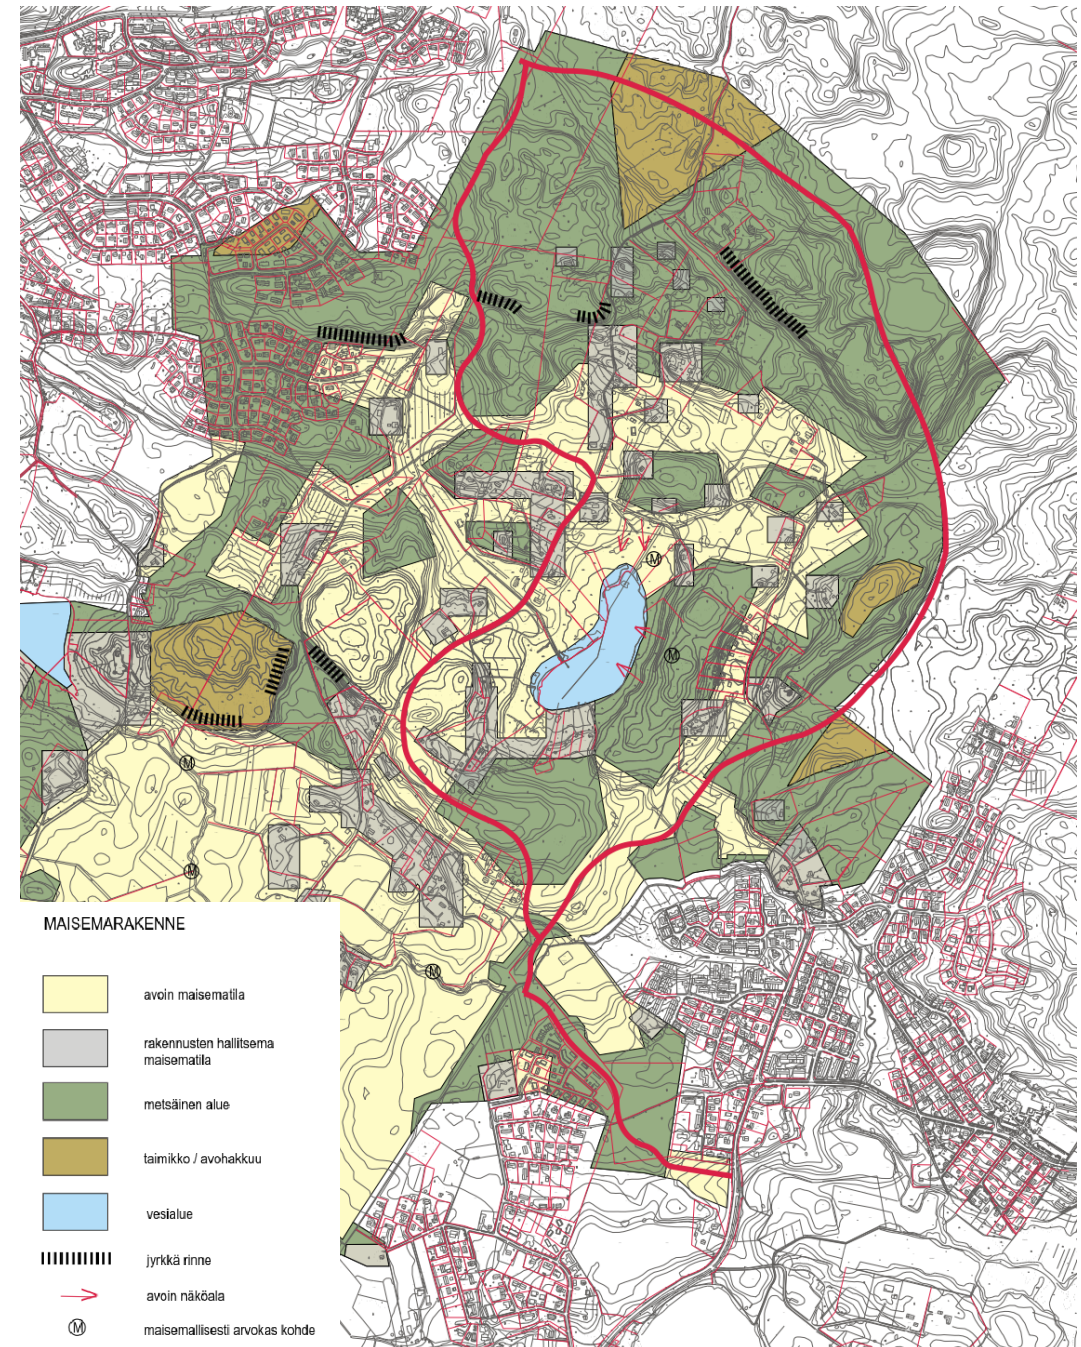 M
M
M
M
M
MAISEMARAKENNE
avoin maisematila
rakennusten hallitsema
maisematila
metsäinen alue
taimikko / avohakkuu
vesialue
jyrkkä rinne
avoin näköala
M maisemallisesti arvokas kohde